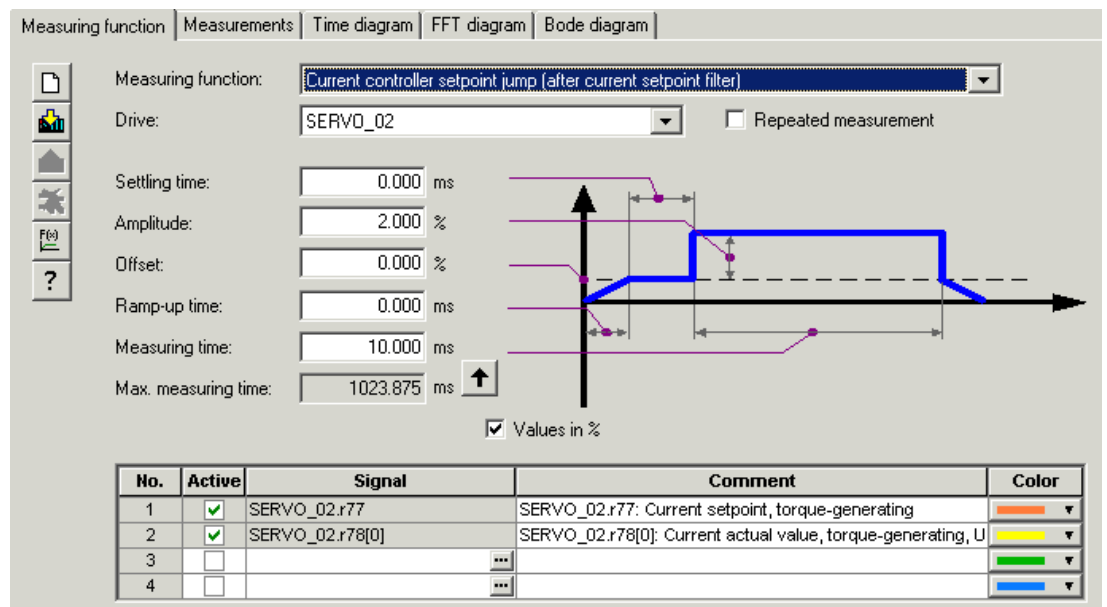 Measuring function Measurements Time diagram FFT diagram Bode diagram
Measuring function: Current controller setpoint jump (after current setpoint filter)
Drive: SERVO_02 Repeated measurement
Settling time: 0.000 ms
Amplitude: 2.000 %
F(x)
Offset: 0.000 %
?
Ramp-up time: 0.000 ms
Measuring time: 10.000 ms
Max. measuring time: 1023.875 ms
Values in %
No. Active Signal Comment Color
1 SERVO_02.r77 SERVO_02.r77: Current setpoint, torque-generating
2 SERVO_02.r78[0] SERVO_02.r78[0]: Current actual value, torque-generating, U
3 ...
4 ...